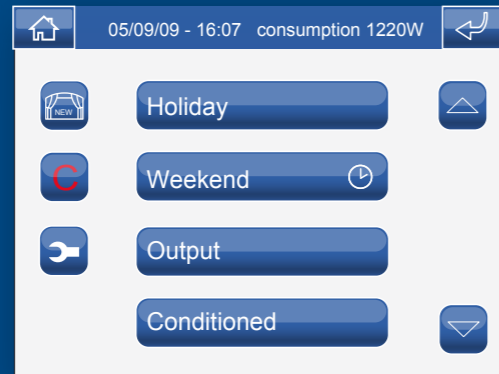 05/09/09 - 16:07 consumption 1220W
NEW
Holiday
C
Weekend
Output
Conditioned